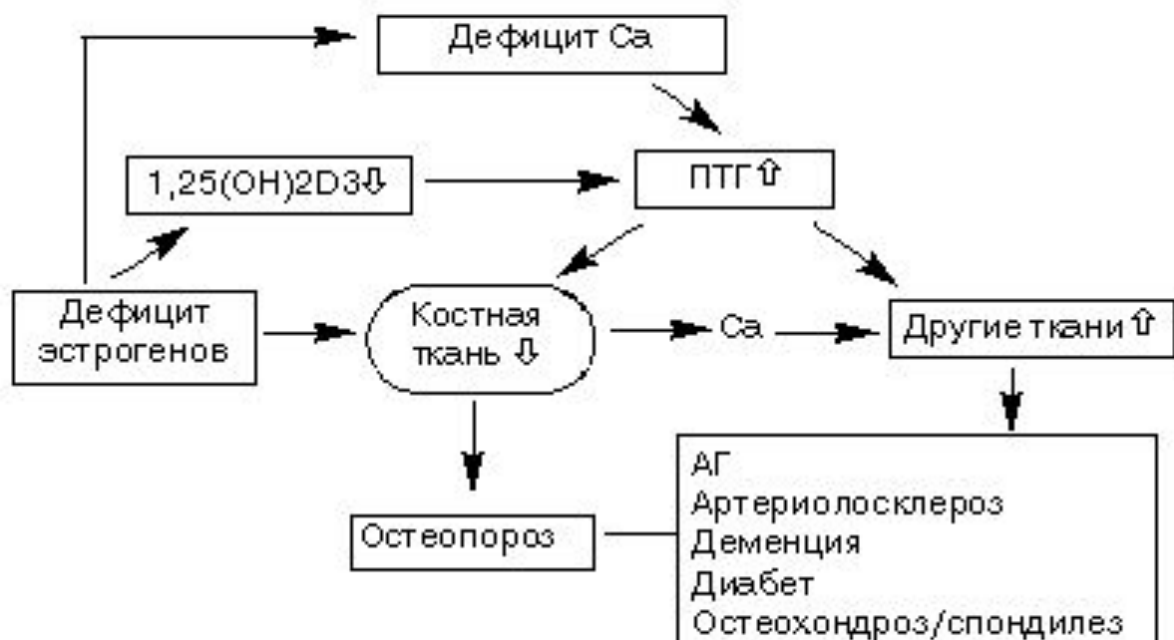 Дефицит Са
1,25(ОН)2D3⇩
ПТГ⇧
Дефицит
эстрогенов
Костная
ткань ⇩
Са
Другие ткани⇧
Остеопороз
АГ
Артериолосклероз
Деменция
Диабет
Остеохондроз/спондилез